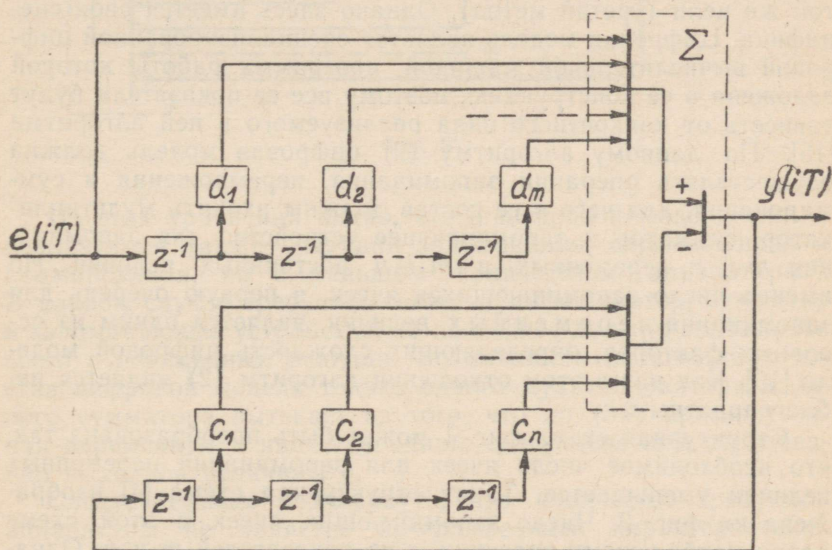 Σ
d₁ d₂ dₘ
+ y(iT)
e(iT)
z⁻¹ z⁻¹ z⁻¹
c₁ c₂ cₙ
z⁻¹ z⁻¹ z⁻¹